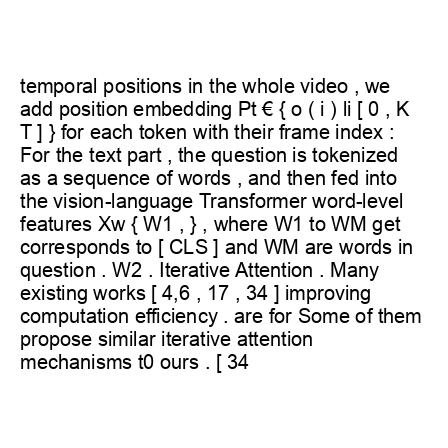 temporal positions in the whole video , we
add position embedding Pt € { o ( i ) li [ 0 , K
T ] } for each token with their frame index :
For the text part , the question is tokenized
as a sequence of words , and then fed into
the vision-language Transformer word-level
features Xw { W1 , } , where W1 to WM get
corresponds to [ CLS ] and WM are words in
question . W2 . Iterative Attention . Many
existing works [ 4,6 , 17 , 34 ] improving
computation efficiency . are for Some of them
propose similar iterative attention
mechanisms t0 ours . [ 34